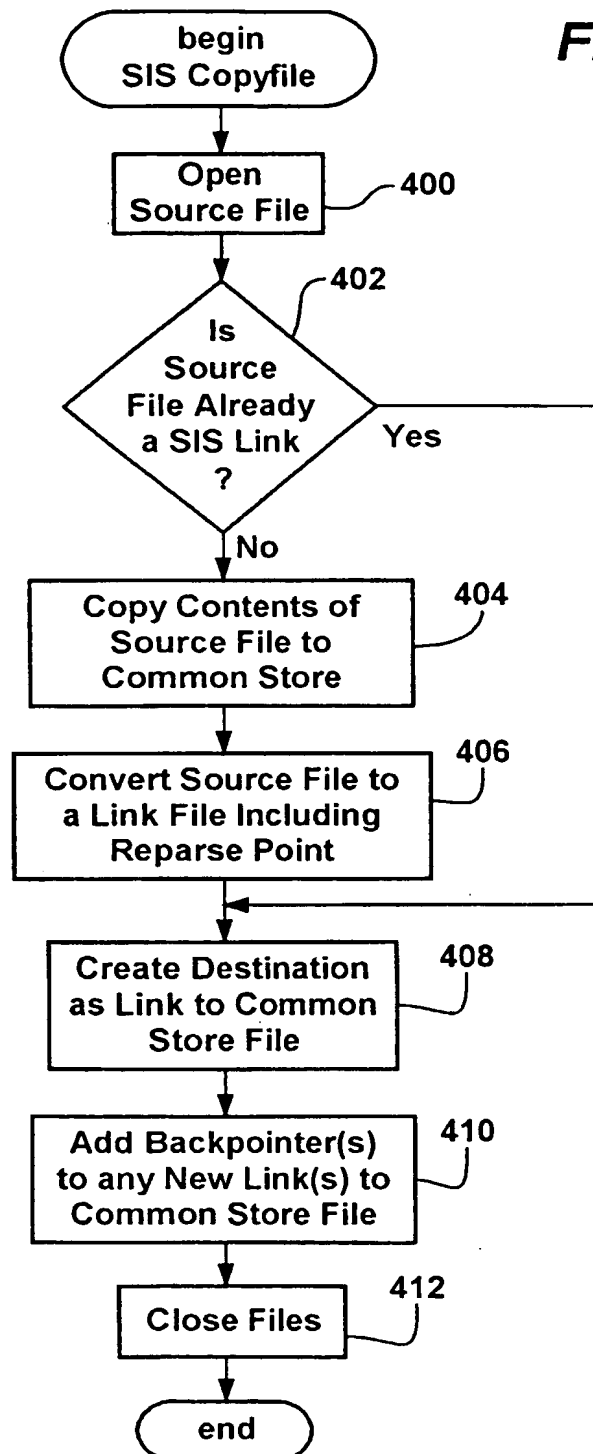 begin
SIS Copyfile
Open
Source File
400
402
Is
Source
File Already
a SIS Link
?
Yes
No
Copy Contents of
Source File to
Common Store
404
Convert Source File to
a Link File Including
Reparse Point
406
Create Destination
as Link to Common
Store File
408
Add Backpointer(s)
to any New Link(s) to
Common Store File
410
Close Files
412
end